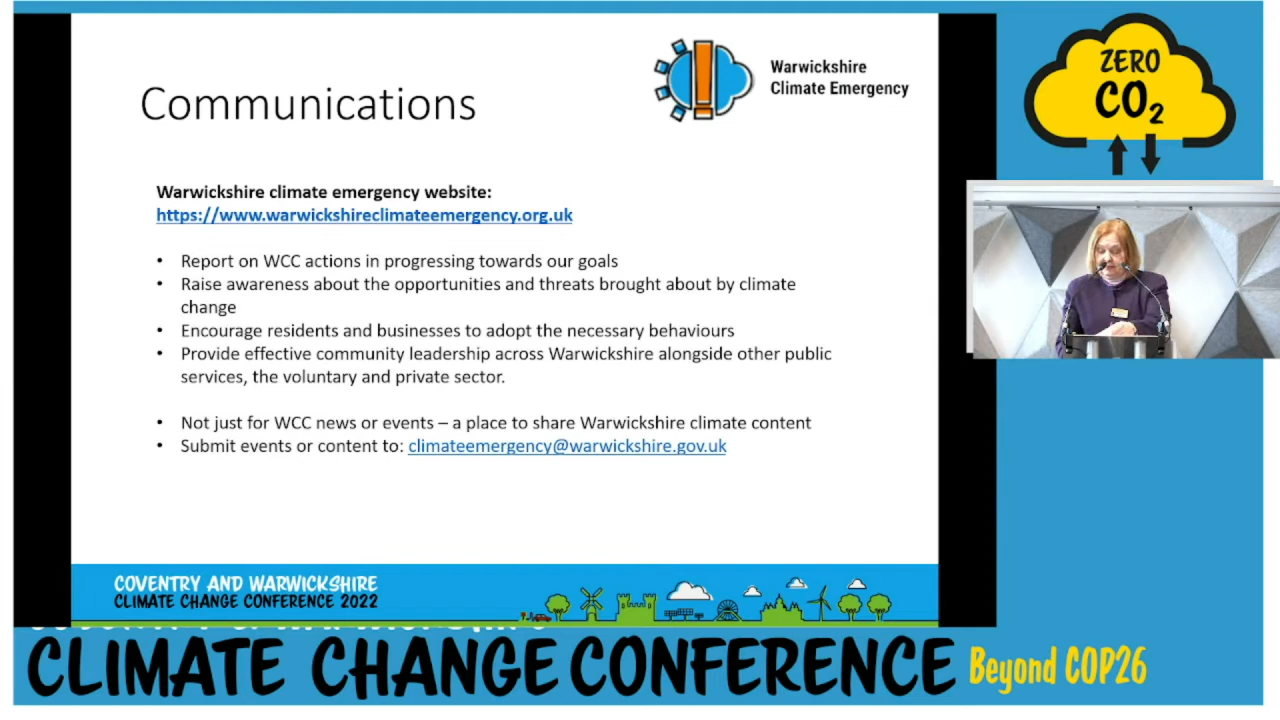 Communications
Warwickshire
Climate Emergency
Warwickshire climate emergency website:
https://www.warwickshireclimateemergency.org.uk
• Report on WCC actions in progressing towards our goals
• Raise awareness about the opportunities and threats brought about by climate
change
• Encourage residents and businesses to adopt the necessary behaviours
• Provide effective community leadership across Warwickshire alongside other public
services, the voluntary and private sector.
• Not just for WCC news or events – a place to share Warwickshire climate content
• Submit events or content to: climateemergency@warwickshire.gov.uk
COVENTRY AND WARWICKSHIRE
CLIMATE CHANGE CONFERENCE 2022
ZERO
CO₂
CLIMATE CHANGE CONFERENCE Beyond COP26